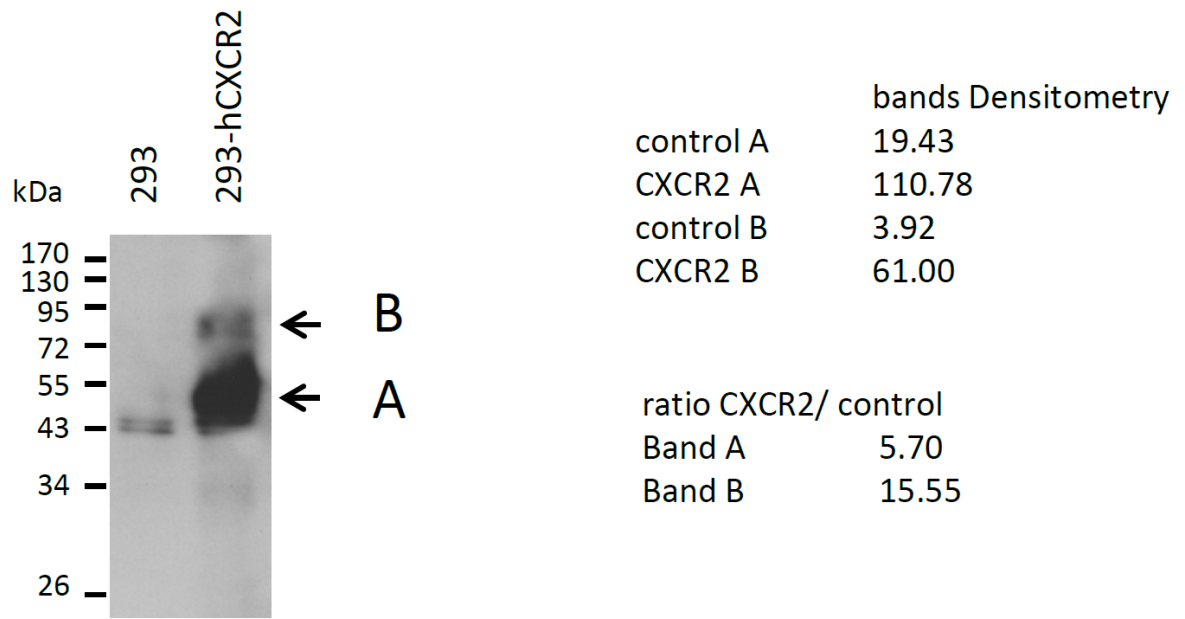 293
293-hCXCR2
kDa
170
130
95
72
55
43
34
26
B
A
bands Densitometry
control A 19.43
CXCR2 A 110.78
control B 3.92
CXCR2 B 61.00
ratio CXCR2/ control
Band A 5.70
Band B 15.55